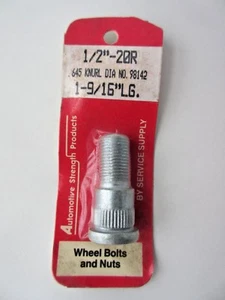 1/2"-20R
.645 KNURL DIA NO. 98142
1-9/16"LG.
Automotive Strength Products
BY SERVICE SUPPLY
Wheel Bolts
and Nuts